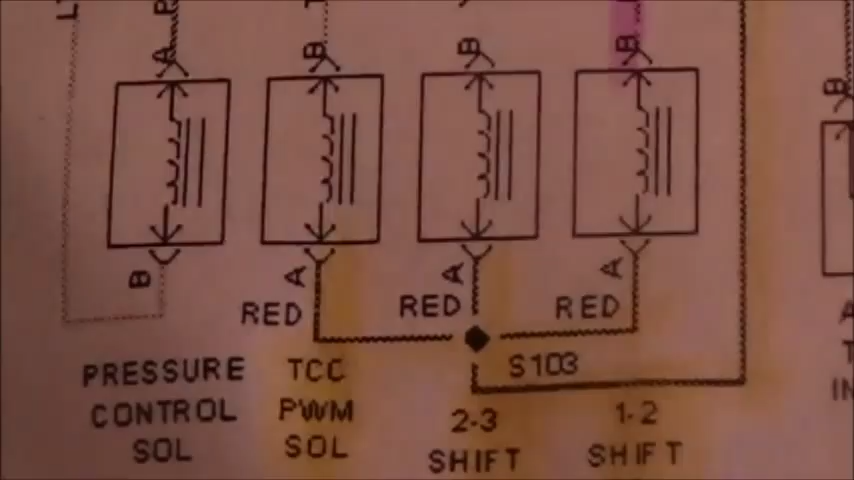 A
B
B
B
B
B
A
A
A
RED
RED
RED
S103
PRESSURE
CONTROL
SOL
TCC
PWM
SOL
2-3
SHIFT
1-2
SHIFT